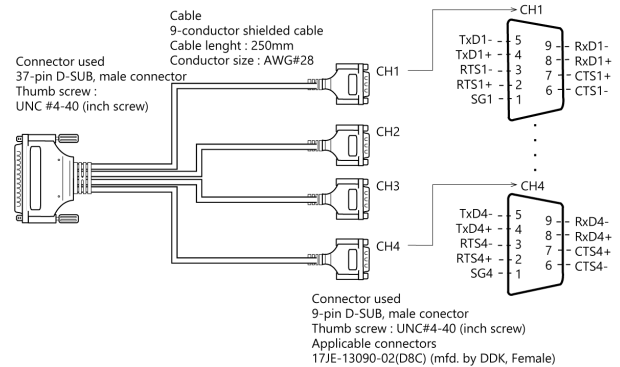 Cable
9-conductor shielded cable
Cable lenght : 250mm
Conductor size : AWG#28
Connector used
37-pin D-SUB, male connector
Thumb screw :
UNC #4-40 (inch screw)
CH1
CH2
CH3
CH4
CH1
TxD1- 5
TxD1+ 4
RTS1- 3
RTS1+ 2
SG1 1
9 RxD1-
8 RxD1+
7 CTS1+
6 CTS1-
CH4
TxD4- 5
TxD4+ 4
RTS4- 3
RTS4+ 2
SG4 1
9 RxD4-
8 RxD4+
7 CTS4+
6 CTS4-
Connector used
9-pin D-SUB, male conector
Thumb screw : UNC#4-40 (inch screw)
Applicable connectors
17JE-13090-02(D8C) (mfd. by DDK, Female)